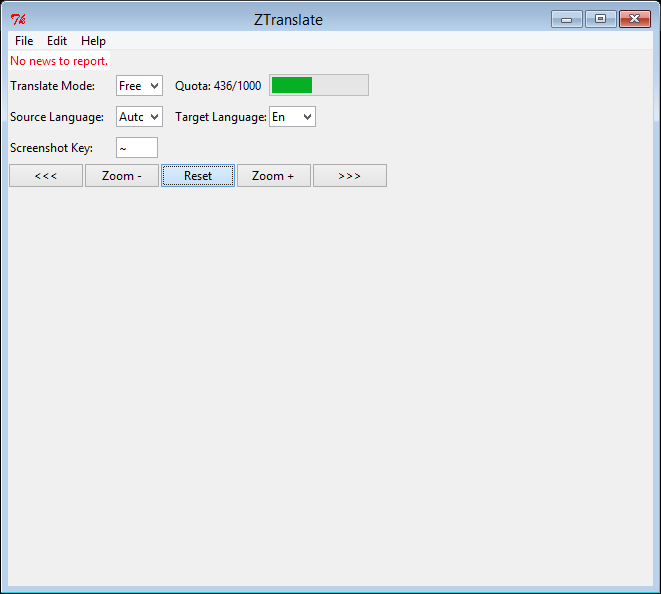 ZTranslate
File Edit Help
No news to report.
Translate Mode: Free Quota: 436/1000
Source Language: Auto Target Language: En
Screenshot Key: ~
<<< Zoom - Reset Zoom + >>>